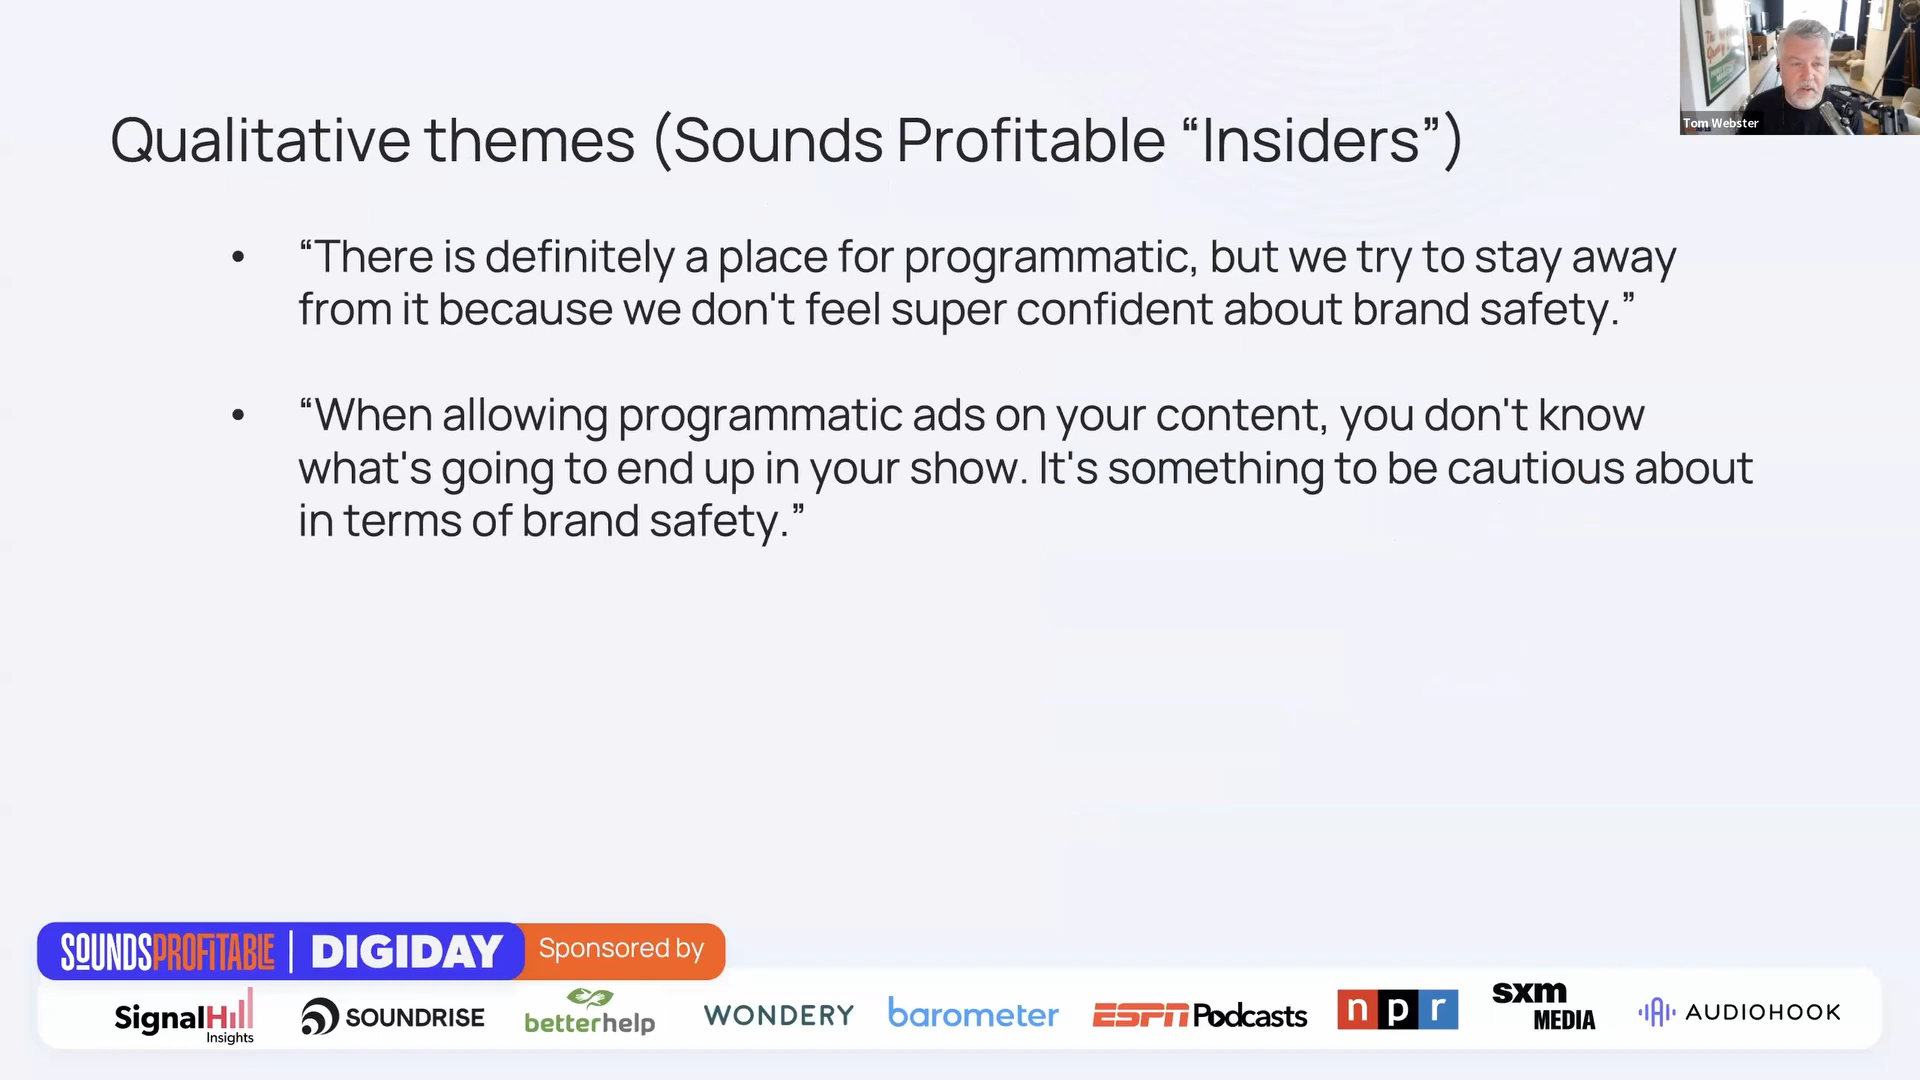 Qualitative themes (Sounds Profitable “Insiders”)
Tom Webster
• “There is definitely a place for programmatic, but we try to stay away
from it because we don't feel super confident about brand safety.”
• “When allowing programmatic ads on your content, you don't know
what's going to end up in your show. It's something to be cautious about
in terms of brand safety.”
SOUNDSPROFITABLE | DIGIDAY Sponsored by
SignalHill
Insights
SOUNDRISE
betterhelp
WONDERY
barometer
ESPN Podcasts
npr
sxm
MEDIA
AUDIOHOOK